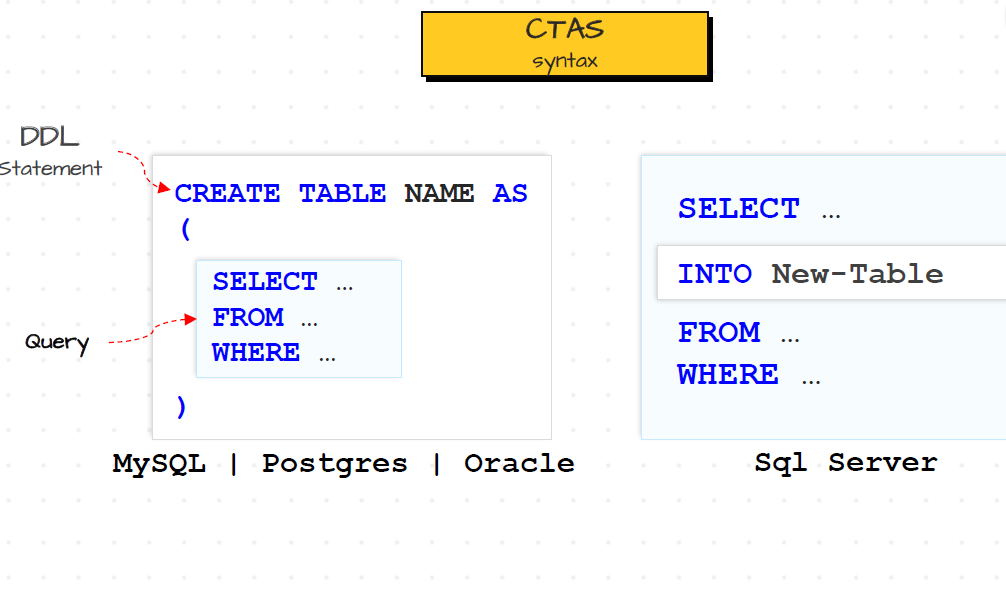 CTAS
syntax
DDL
Statement
CREATE TABLE NAME AS
(
SELECT ...
FROM ...
WHERE ...
)
Query
MySQL | Postgres | Oracle
SELECT ...
INTO New-Table
FROM ...
WHERE ...
Sql Server